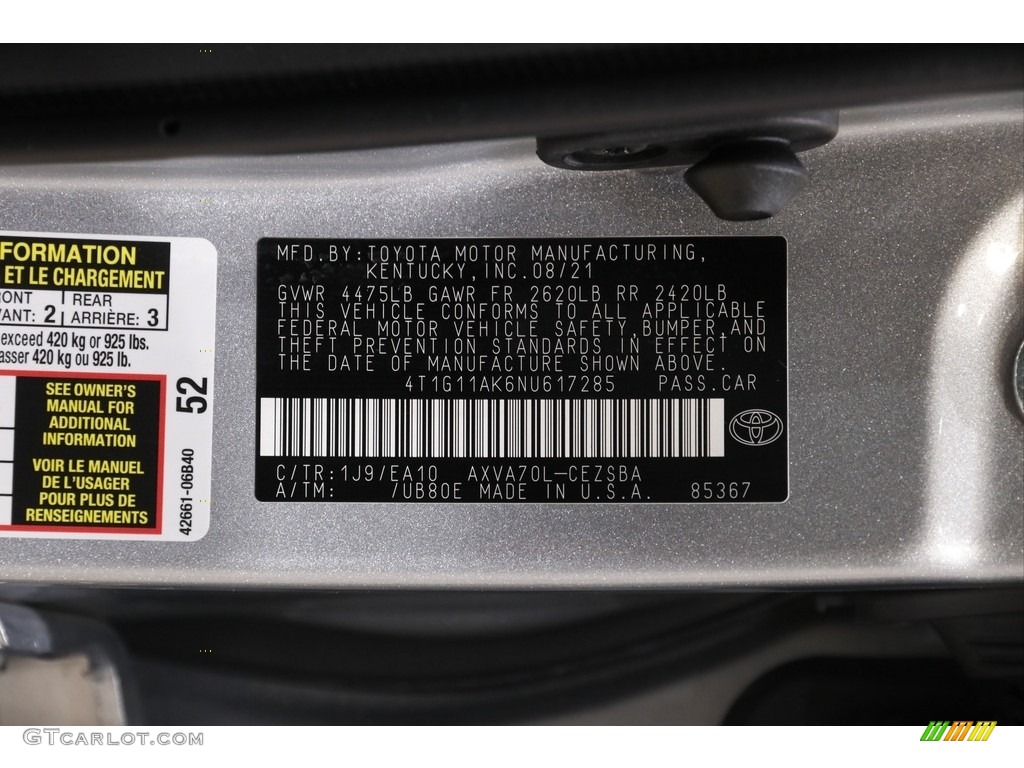 FORMATION
ET LE CHARGEMENT
RONT
VANT: 2
REAR
ARRIÈRE: 3
exceed 420 kg or 925 lbs.
asser 420 kg ou 925 lb.
SEE OWNER'S
MANUAL FOR
ADDITIONAL
INFORMATION
VOIR LE MANUEL
DE L'USAGER
POUR PLUS DE
RENSEIGNEMENTS
52
42661-06B40
MFD.BY:TOYOTA MOTOR MANUFACTURING,
KENTUCKY,INC.08/21
GVWR 4475LB GAWR FR 2620LB RR 2420LB
THIS VEHICLE CONFORMS TO ALL APPLICABLE
FEDERAL MOTOR VEHICLE SAFETY,BUMPER,AND
THEFT PREVENTION STANDARDS IN EFFECT ON
THE DATE OF MANUFACTURE SHOWN ABOVE.
4T1G11AK6NU617285 PASS.CAR
C/TR:1J9/EA10 AXVA70L-CEZSBA
A/TM: /UB80E MADE IN U.S.A. 85367
GTCarlot.com